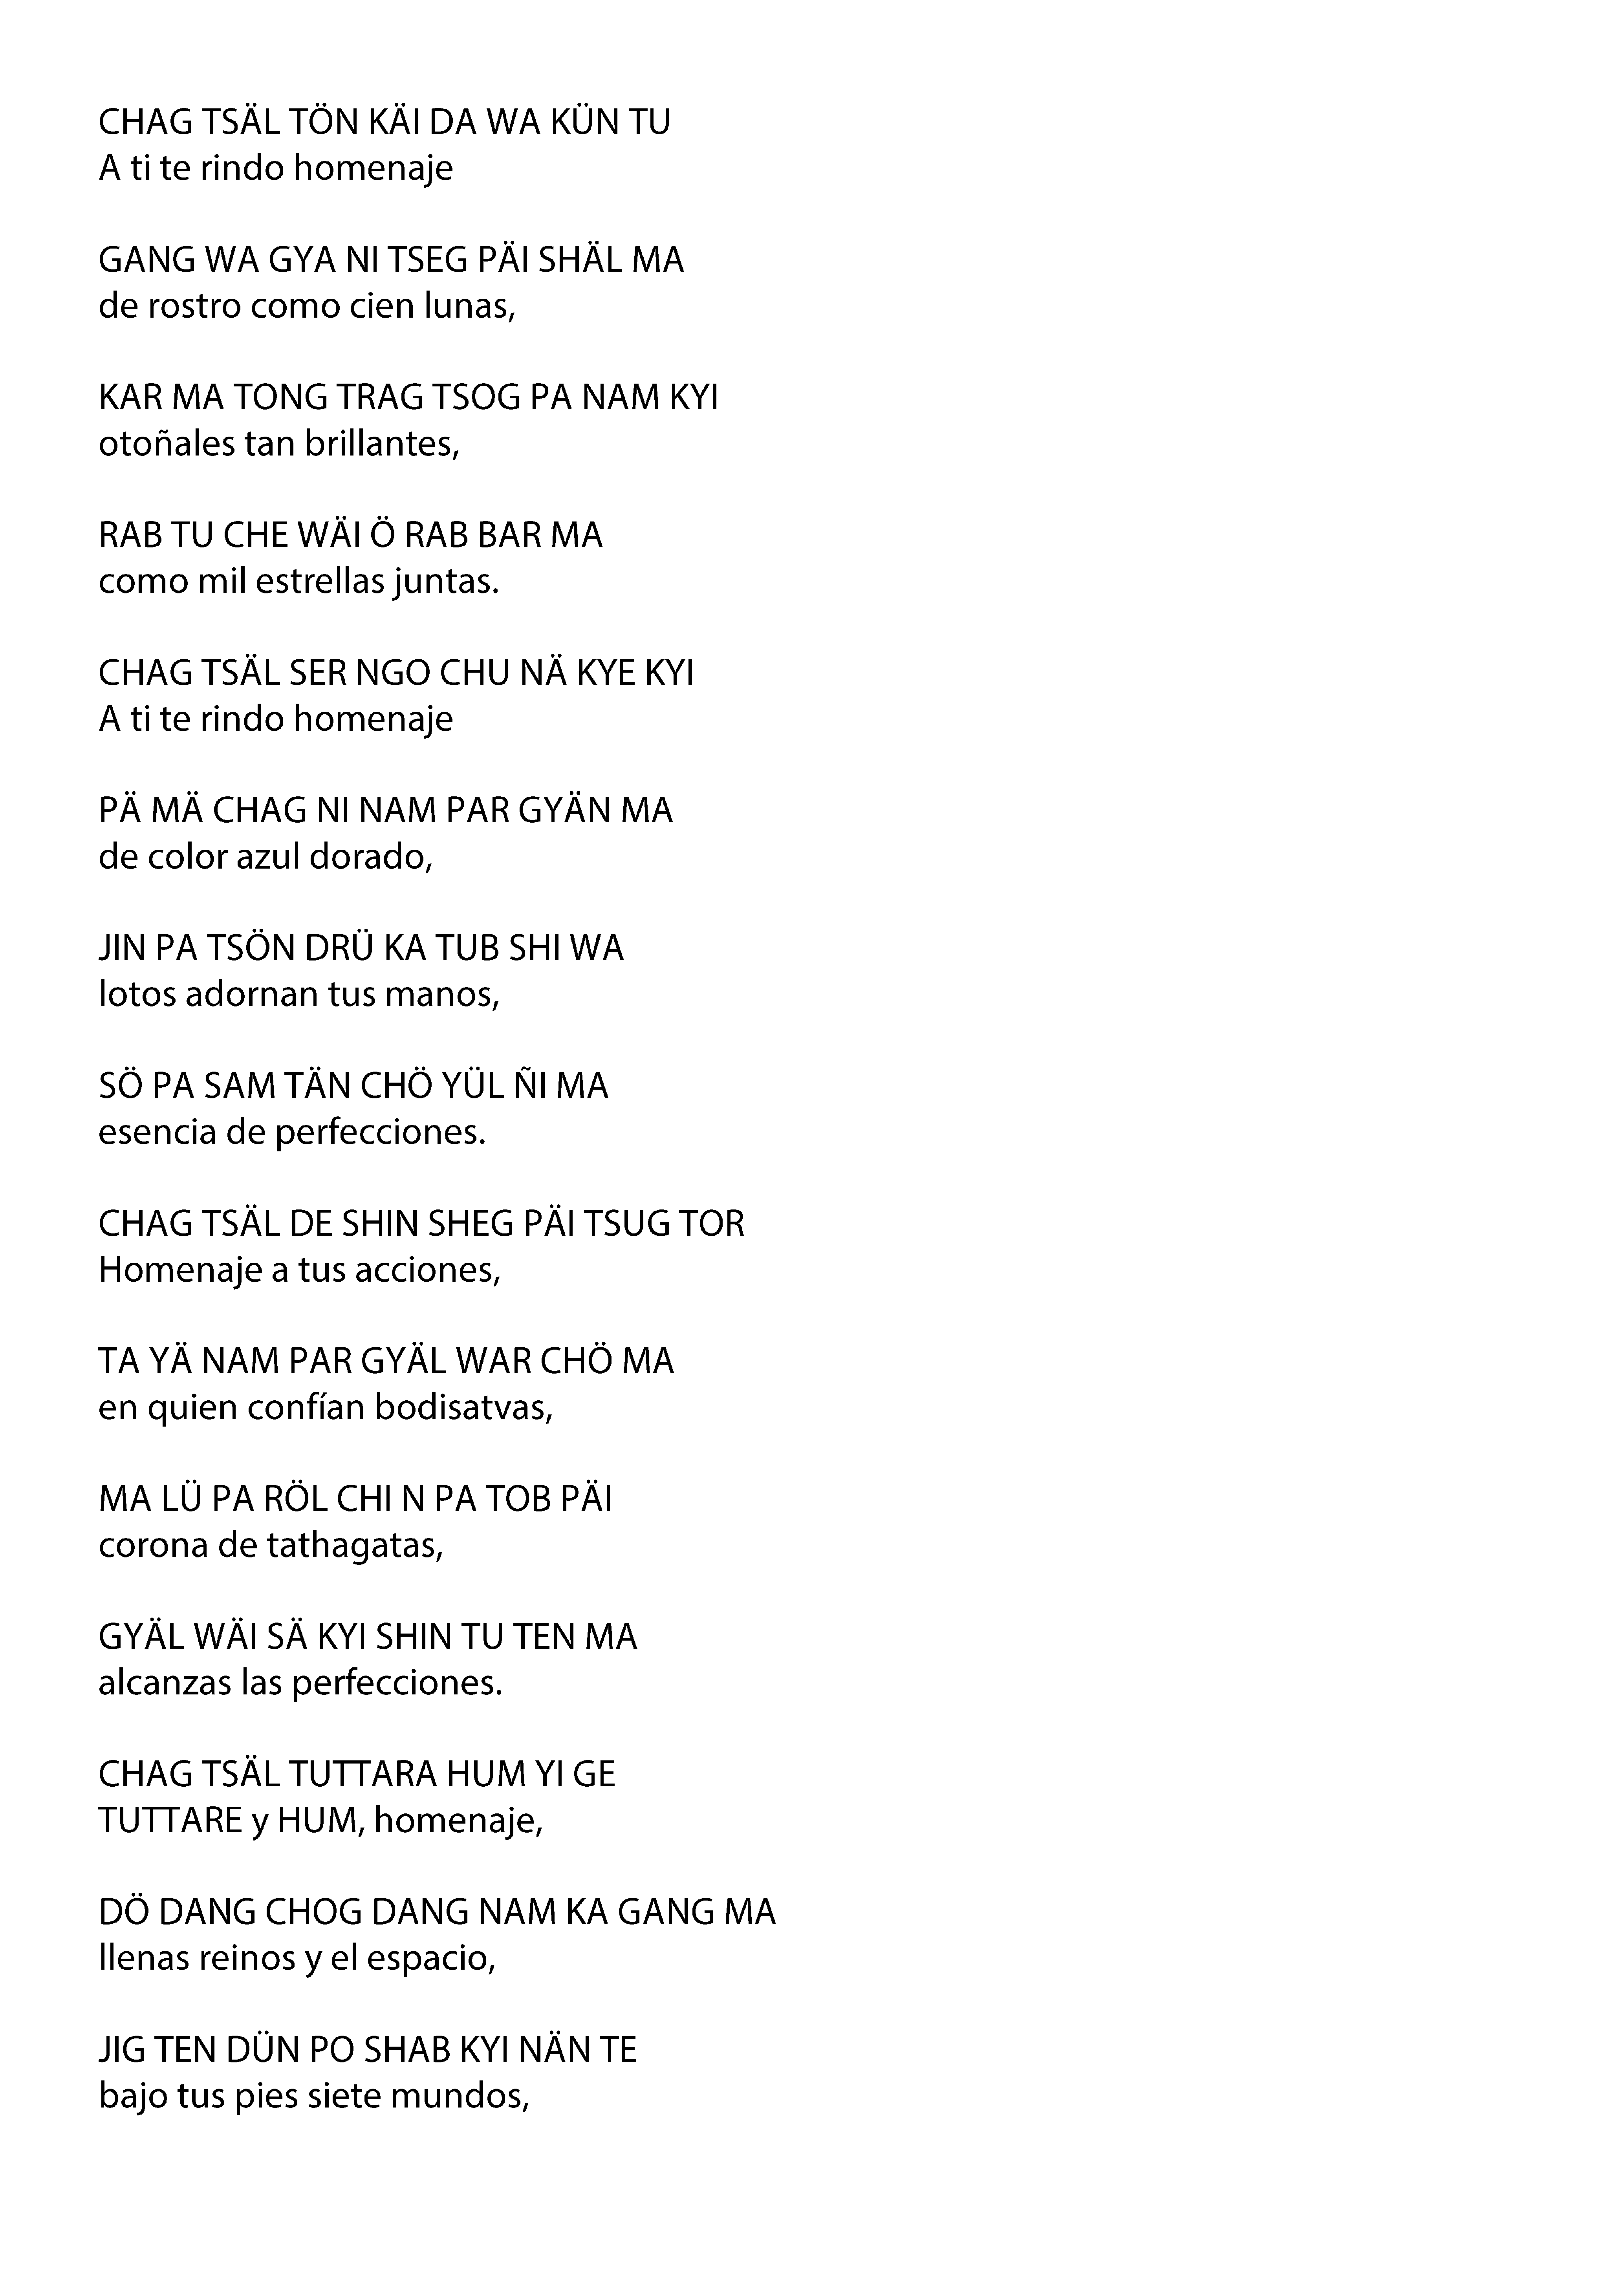 CHAG TSÄL TÖN KÄI DA WA KÜN TU
A ti te rindo homenaje
GANG WA GYA NI TSEG PÄI SHÄL MA
de rostro como cien lunas,
KAR MA TONG TRAG TSOG PA NAM KYI
otoñales tan brillantes,
RAB TU CHE WÄI Ö RAB BAR MA
como mil estrellas juntas.
CHAG TSÄL SER NGO CHU NÄ KYE KYI
A ti te rindo homenaje
PÄ MÄ CHAG NI NAM PAR GYÄN MA
de color azul dorado,
JIN PA TSÖN DRÜ KA TUB SHI WA
lotos adornan tus manos,
SÖ PA SAM TÄN CHÖ YÜL ÑI MA
esencia de perfecciones.
CHAG TSÄL DE SHIN SHEG PÄI TSUG TOR
Homenaje a tus acciones,
TA YÄ NAM PAR GYÄL WAR CHÖ MA
en quien confían bodisatvas,
MA LÜ PA RÖL CHI N PA TOB PÄI
corona de tathagatas,
GYÄL WÄI SÄ KYI SHIN TU TEN MA
alcanzas las perfecciones.
CHAG TSÄL TUTTARA HUM YI GE
TUTTARE y HUM, homenaje,
DÖ DANG CHOG DANG NAM KA GANG MA
llenas reinos y el espacio,
JIG TEN DÜN PO SHAB KYI NÄN TE
bajo tus pies siete mundos,